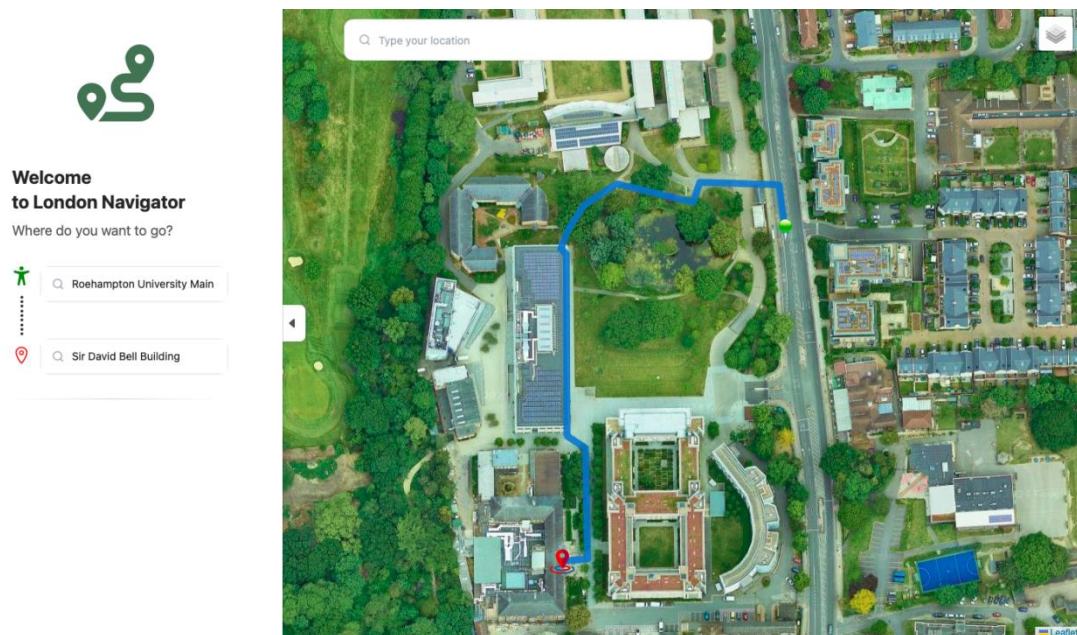 Welcome
to London Navigator
Where do you want to go?
Roehampton University Main
Sir David Bell Building
Type your location
Leaflet